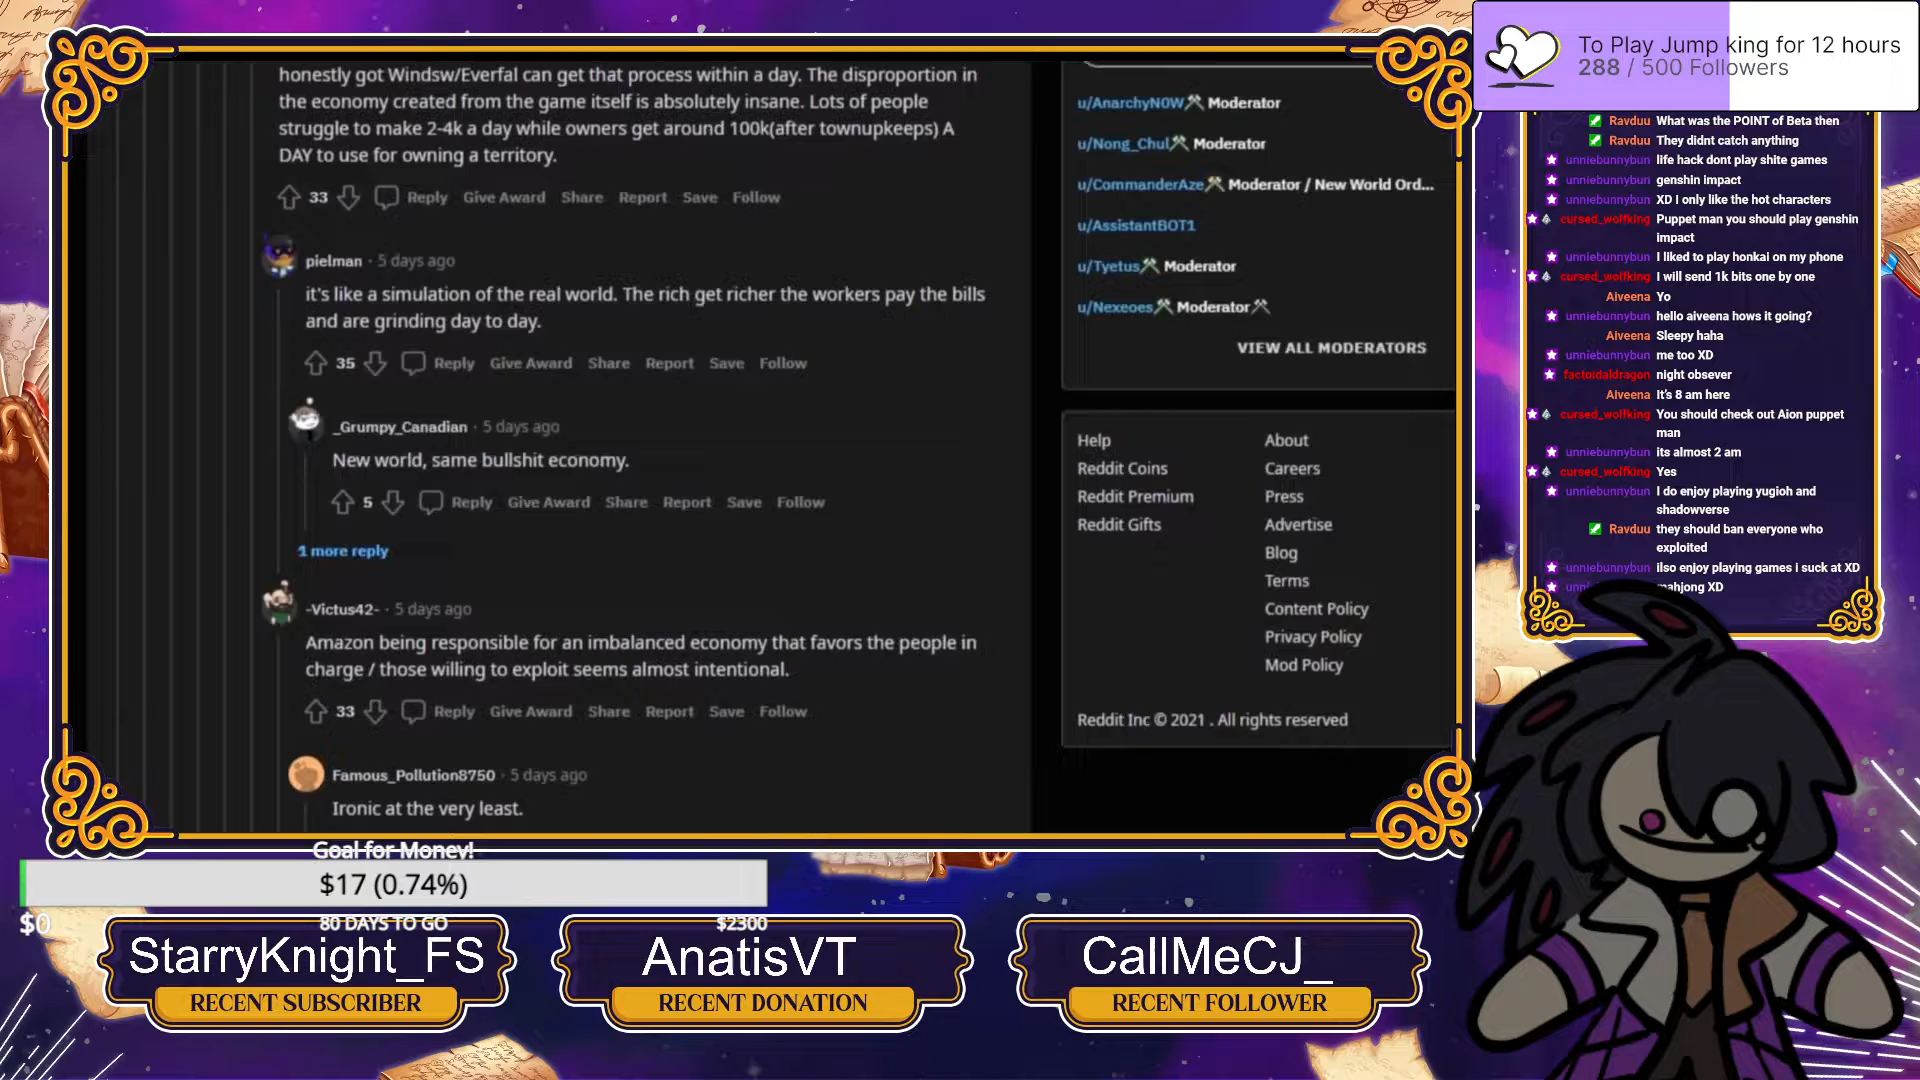 honestly got Windsw/Everfal can get that process within a day. The disproportion in
the economy created from the game itself is absolutely insane. Lots of people
struggle to make 2-4k a day while owners get around 100k(after townupkeeps) A
DAY to use for owning a territory.
33 Reply Give Award Share Report Save Follow
pielman · 5 days ago
it's like a simulation of the real world. The rich get richer the workers pay the bills
and are grinding day to day.
35 Reply Give Award Share Report Save Follow
_Grumpy_Canadian · 5 days ago
New world, same bullshit economy.
5 Reply Give Award Share Report Save Follow
1 more reply
-Victus42- · 5 days ago
Amazon being responsible for an imbalanced economy that favors the people in
charge / those willing to exploit seems almost intentional.
33 Reply Give Award Share Report Save Follow
Famous_Pollution8750 · 5 days ago
Ironic at the very least.
u/AnarchyN0W Moderator
u/Nong_Chul Moderator
u/CommanderAze Moderator / New World Ord...
u/AssistantBOT1
u/Tyetus Moderator
u/Nexeoes Moderator
VIEW ALL MODERATORS
Help About
Reddit Coins Careers
Reddit Premium Press
Reddit Gifts Advertise
Blog
Terms
Content Policy
Privacy Policy
Mod Policy
Reddit Inc © 2021 . All rights reserved
To Play Jump king for 12 hours
288 / 500 Followers
Ravduu What was the POINT of Beta then
Ravduu They didnt catch anything
unniebunnybun life hack dont play shite games
unniebunnybun genshin impact
unniebunnybun XD I only like the hot characters
cursed_wolfking Puppet man you should play genshin
impact
unniebunnybun I liked to play honkai on my phone
cursed_wolfking I will send 1k bits one by one
Alveena Yo
unniebunnybun hello alveena hows it going?
Alveena Sleepy haha
unniebunnybun me too XD
factoridaldragon night obsever
Alveena It's 8 am here
cursed_wolfking You should check out Aion puppet
man
unniebunnybun its almost 2 am
cursed_wolfking Yes
unniebunnybun I do enjoy playing yugioh and
shadowverse
Ravduu they should ban everyone who
exploited
unniebunnybun ilso enjoy playing games i suck at XD
mahjong XD
Goal for Money!
$17 (0.74%)
$0 80 DAYS TO GO $2300
StarryKnight_FS
RECENT SUBSCRIBER
AnatisVT
RECENT DONATION
CallMeCJ_
RECENT FOLLOWER